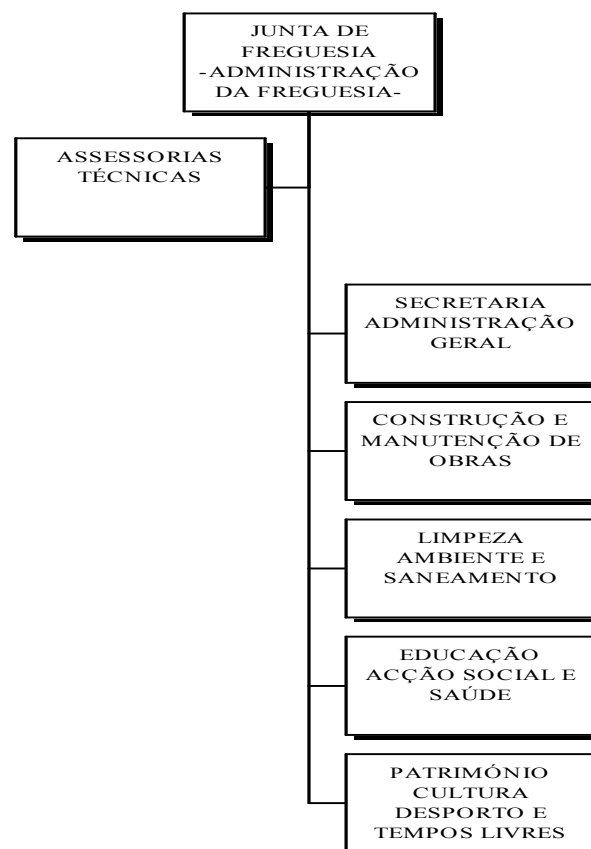 JUNTA DE
FREGUESIA
-ADMINISTRAÇÃO
DA FREGUESIA-
ASSESSORIAS
TÉCNICAS
SECRETARIA
ADMINISTRAÇÃO
GERAL
CONSTRUÇÃO E
MANUTENÇÃO DE
OBRAS
LIMPEZA
AMBIENTE E
SANEAMENTO
EDUCAÇÃO
ACÇÃO SOCIAL E
SAÚDE
PATRIMÓNIO
CULTURA
DESPORTO E
TEMPOS LIVRES